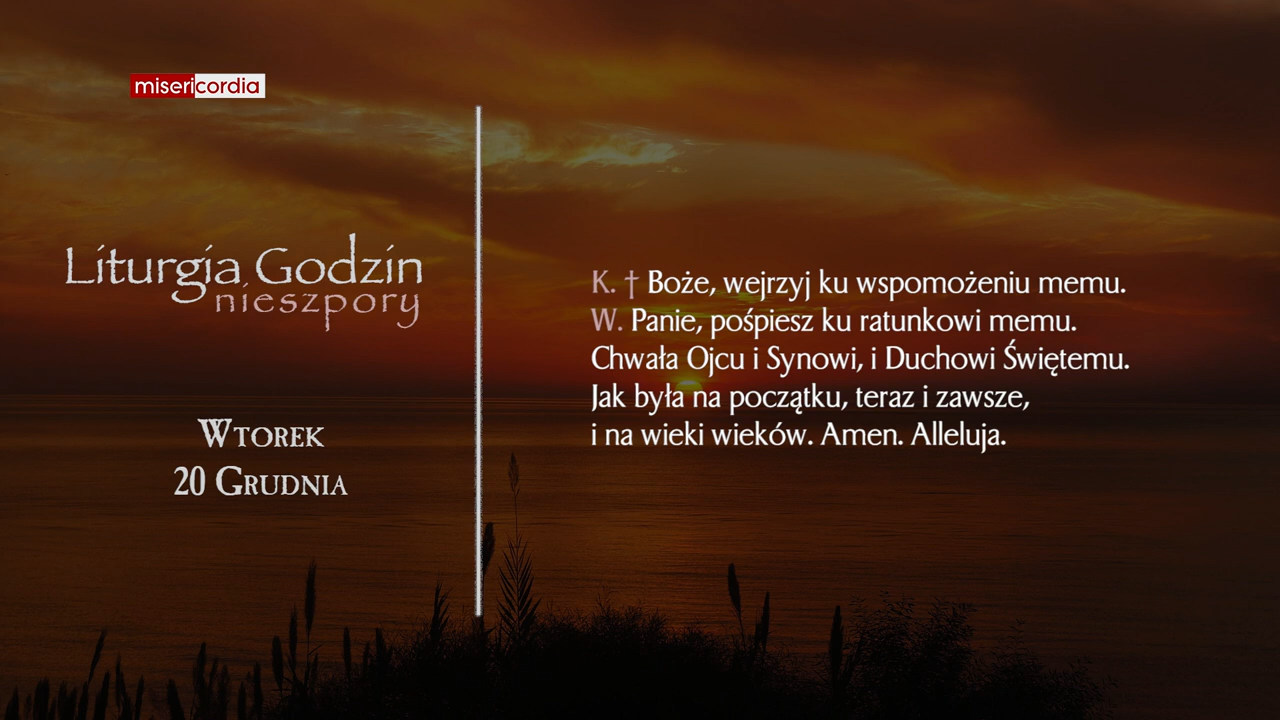 misericordia
Liturgia Godzin
nieszpory
Wtorek
20 Grudnia
K. † Boże, wejrzyj ku wspomożeniu memu.
W. Panie, pośpiesz ku ratunkowi memu.
Chwała Ojcu i Synowi, i Duchowi Świętemu.
Jak była na początku, teraz i zawsze,
i na wieki wieków. Amen. Alleluja.